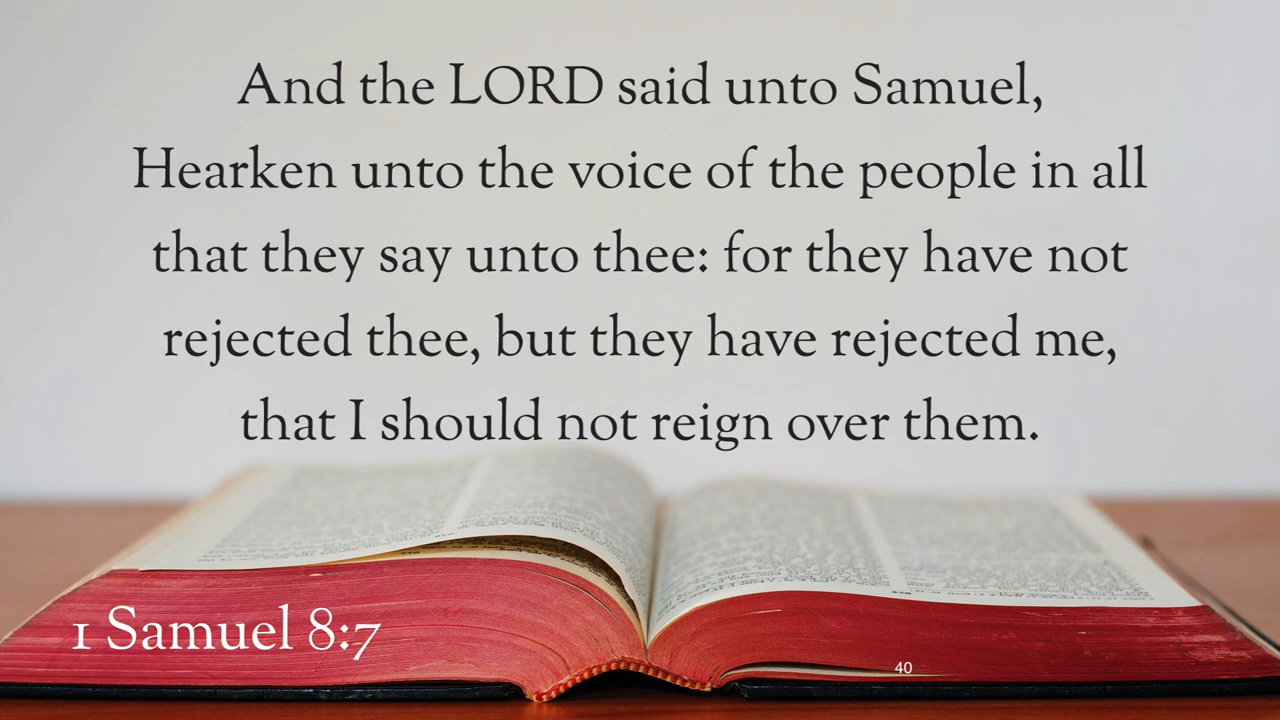 And the LORD said unto Samuel,
Hearken unto the voice of the people in all
that they say unto thee: for they have not
rejected thee, but they have rejected me,
that I should not reign over them.
1 Samuel 8:7
40